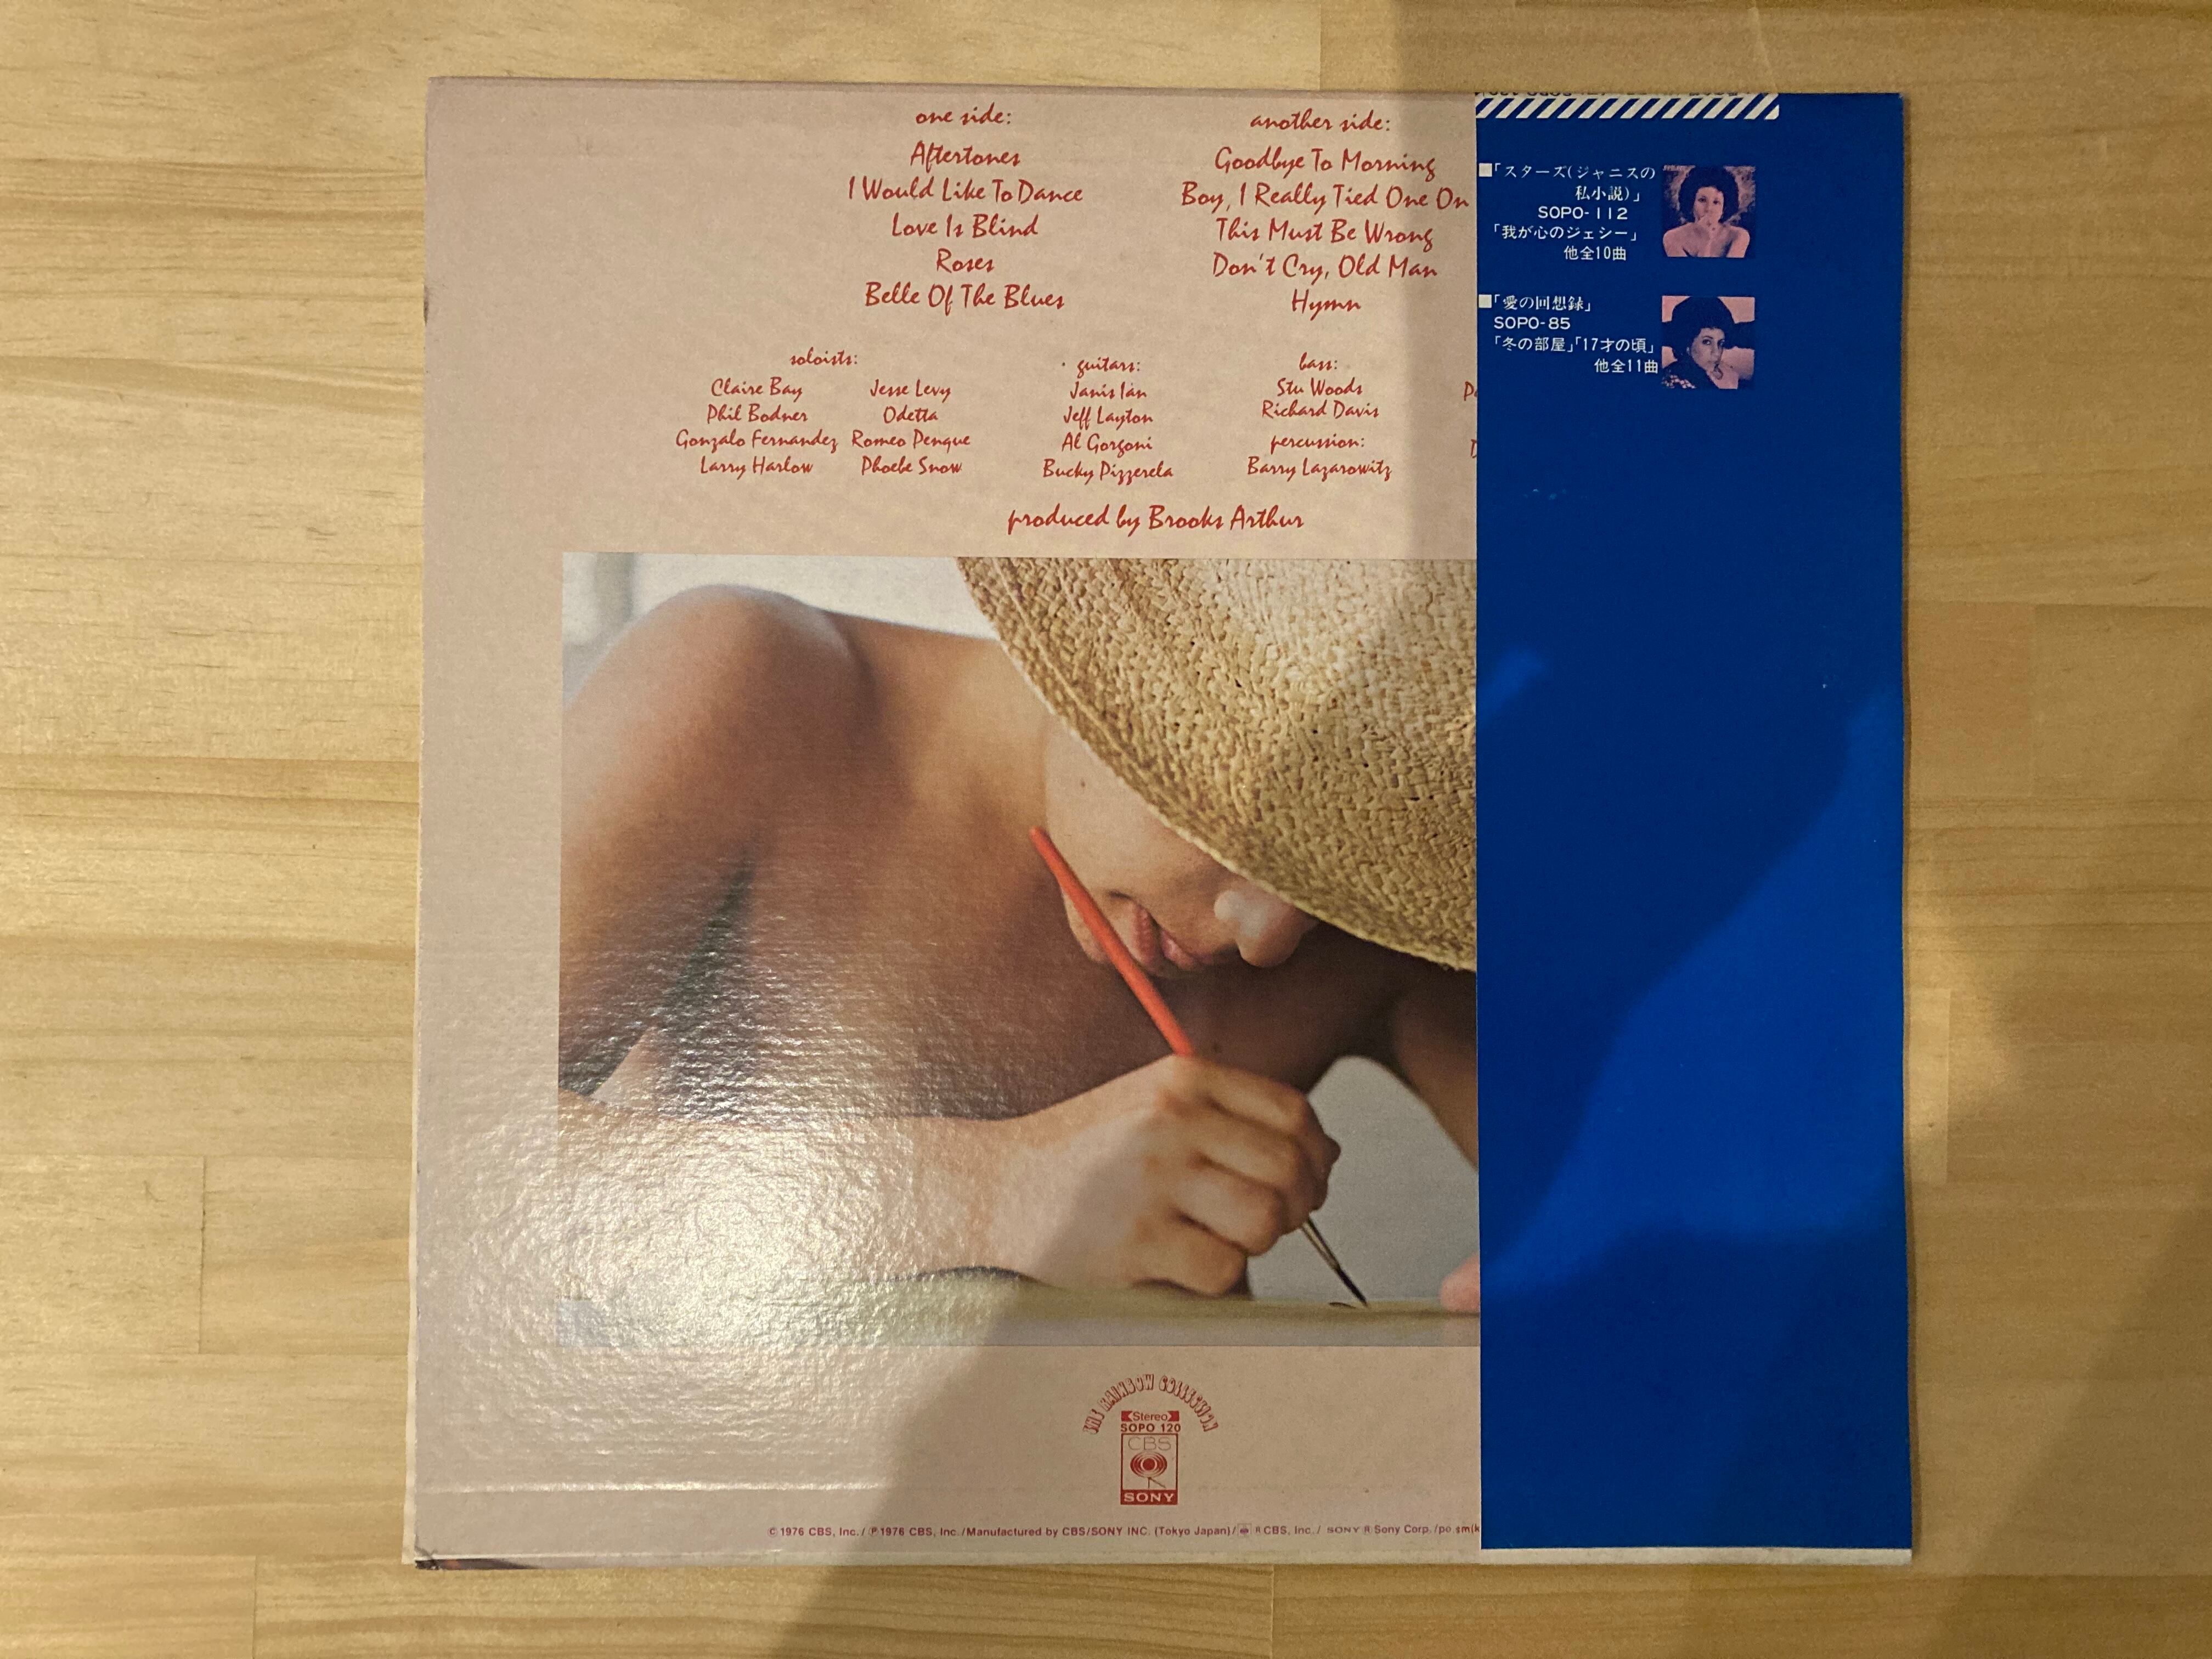 one side:
Aftertones
I Would Like To Dance
Love Is Blind
Roses
Belle Of The Blues
another side:
Goodbye To Morning
Boy, I Really Tied One On
This Must Be Wrong
Don't Cry, Old Man
Hymn
soloists:
Claire Bay
Phil Bodner
Gonzalo Fernandez
Larry Harlow
Jesse Levy
Odetta
Romeo Penque
Phoebe Snow
guitars:
Janis Ian
Jeff Layton
Al Gorgoni
Bucky Pizzerela
bass:
Stu Woods
Richard Davis
percussion:
Barry Lazarowitz
produced by Brooks Arthur
THE RAINBOW COLLECTION
Stereo
SOPO 120
CBS
SONY
© 1976 CBS, Inc. / ℗ 1976 CBS, Inc. / Manufactured by CBS/SONY INC. (Tokyo Japan) / ® CBS, Inc. / SONY ® Sony Corp. / po.sm(k
■「スターズ(ジャニスの
私小説)」
SOPO-112
「我が心のジェシー」
他全10曲
■「愛の回想録」
SOPO-85
「冬の部屋」「17才の頃」
他全11曲